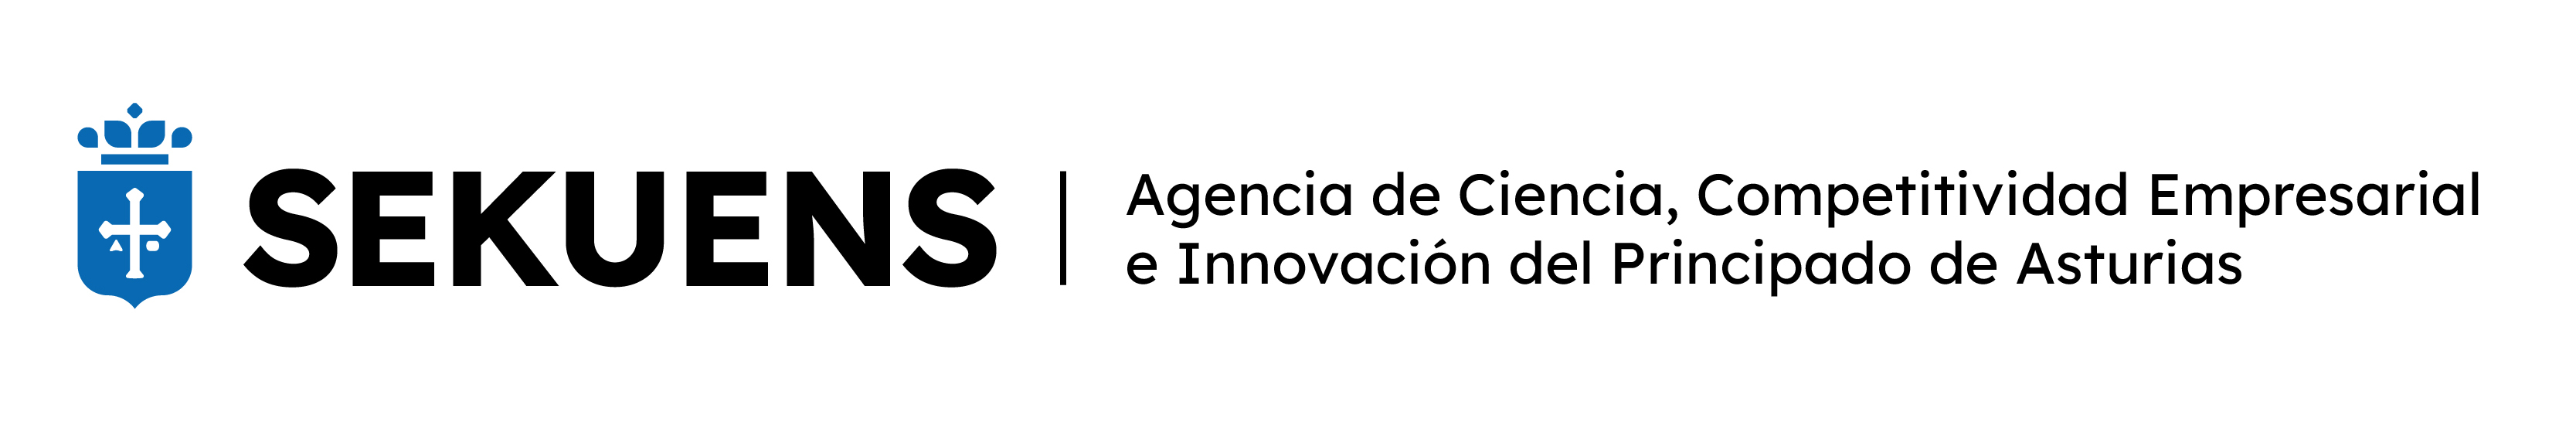 SEKUENS
Agencia de Ciencia, Competitividad Empresarial
e Innovación del Principado de Asturias